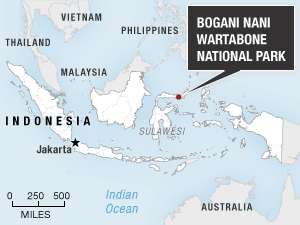 VIETNAM
PHILIPPINES
BOGANI NANI
WARTABONE
NATIONAL PARK
THAILAND
MALAYSIA
INDONESIA
SULAWESI
Jakarta
0 250 500
MILES
Indian
Ocean
AUSTRALIA